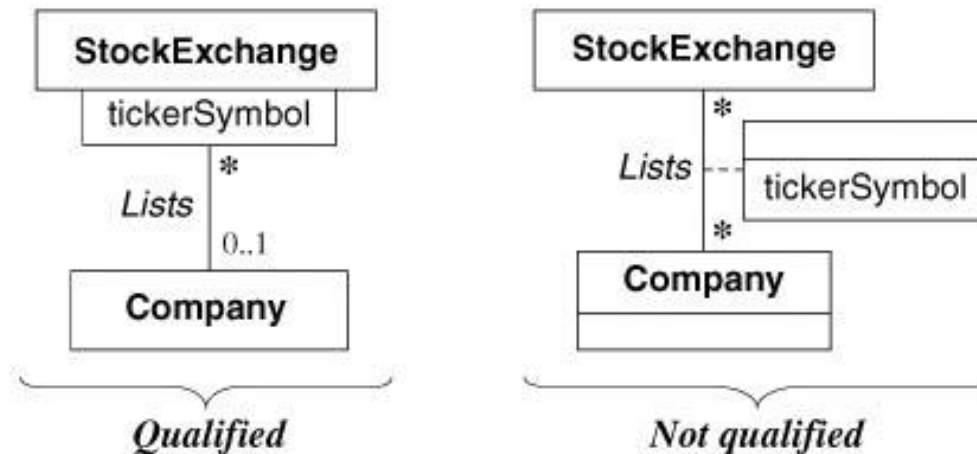 StockExchange
tickerSymbol
*
Lists
0..1
Company
Qualified
StockExchange
*
Lists
tickerSymbol
*
Company
Not qualified